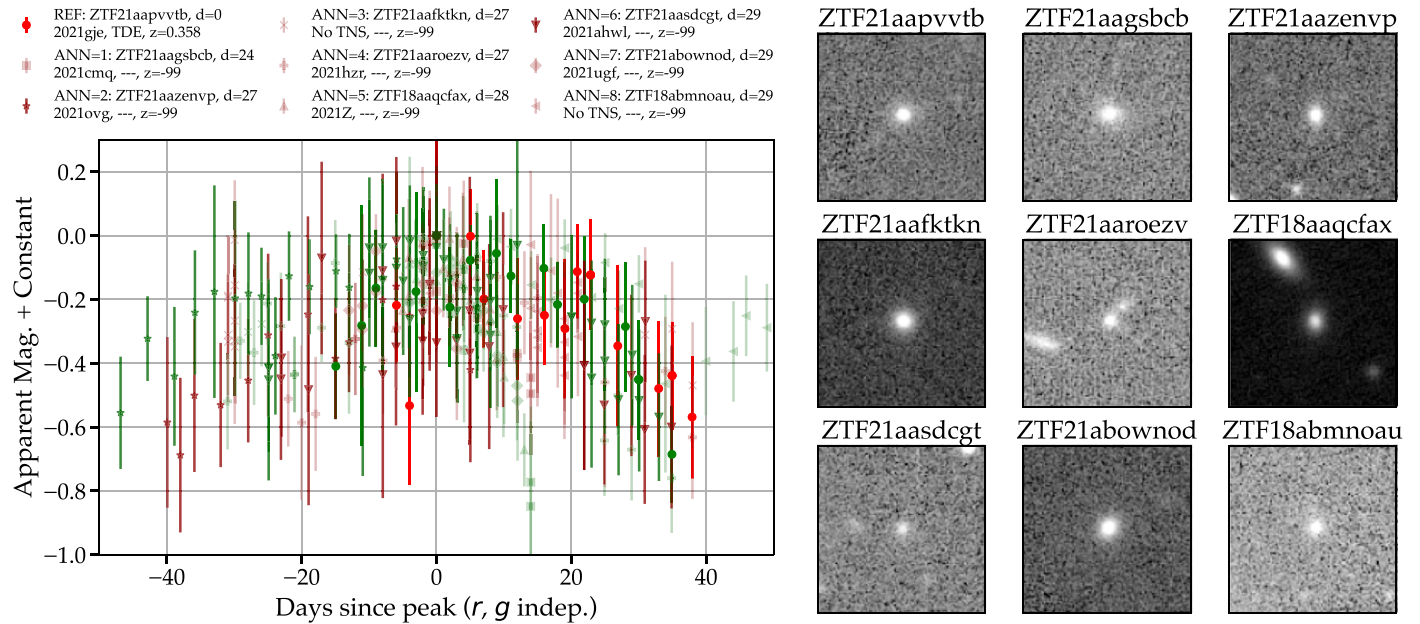 REF: ZTF21aapvvtb, d=0
2021gje, TDE, z=0.358
ANN=1: ZTF21aagsbcb, d=24
2021cmq, ---, z=-99
ANN=2: ZTF21aazenvp, d=27
2021ovg, ---, z=-99
ANN=3: ZTF21aafktkn, d=27
No TNS, ---, z=-99
ANN=4: ZTF21aaroezv, d=27
2021hzr, ---, z=-99
ANN=5: ZTF18aaqcfax, d=28
2021Z, ---, z=-99
ANN=6: ZTF21aasdcgt, d=29
2021ahwl, ---, z=-99
ANN=7: ZTF21abownod, d=29
2021ugf, ---, z=-99
ANN=8: ZTF18abmnoau, d=29
No TNS, ---, z=-99
Apparent Mag. + Constant
0.2
0.0
−0.2
−0.4
−0.6
−0.8
−1.0
−40
−20
0
20
40
Days since peak (r, g indep.)
ZTF21aapvvtb
ZTF21aagsbcb
ZTF21aazenvp
ZTF21aafktkn
ZTF21aaroezv
ZTF18aaqcfax
ZTF21aasdcgt
ZTF21abownod
ZTF18abmnoau